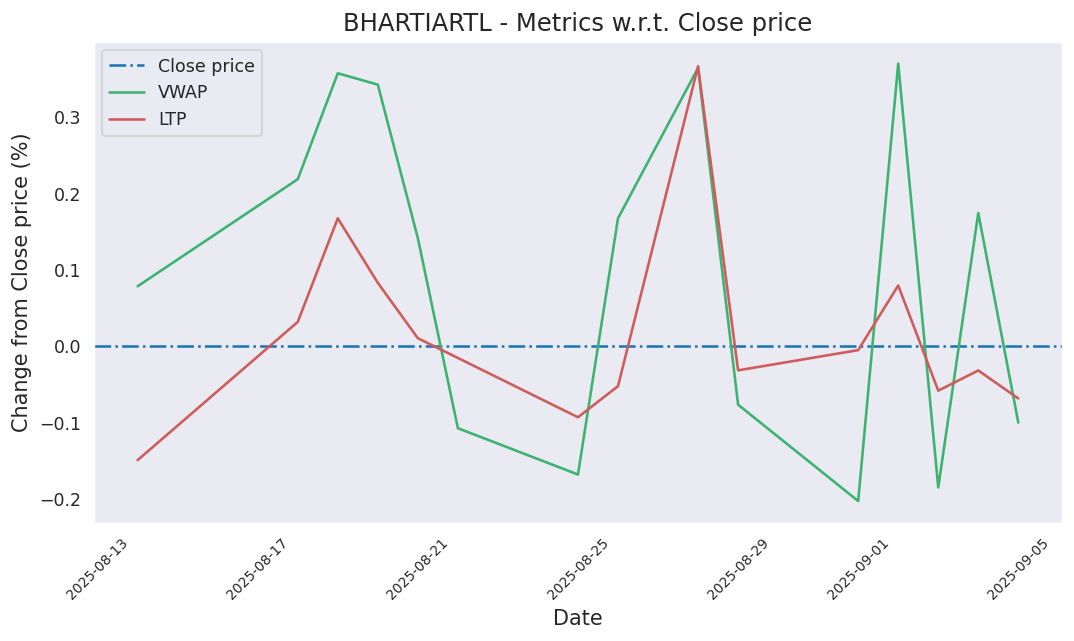 BHARTIARTL - Metrics w.r.t. Close price
Close price
VWAP
LTP
Change from Close price (%)
0.3
0.2
0.1
0.0
−0.1
−0.2
2025-08-13
2025-08-17
2025-08-21
2025-08-25
2025-08-29
2025-09-01
2025-09-05
Date